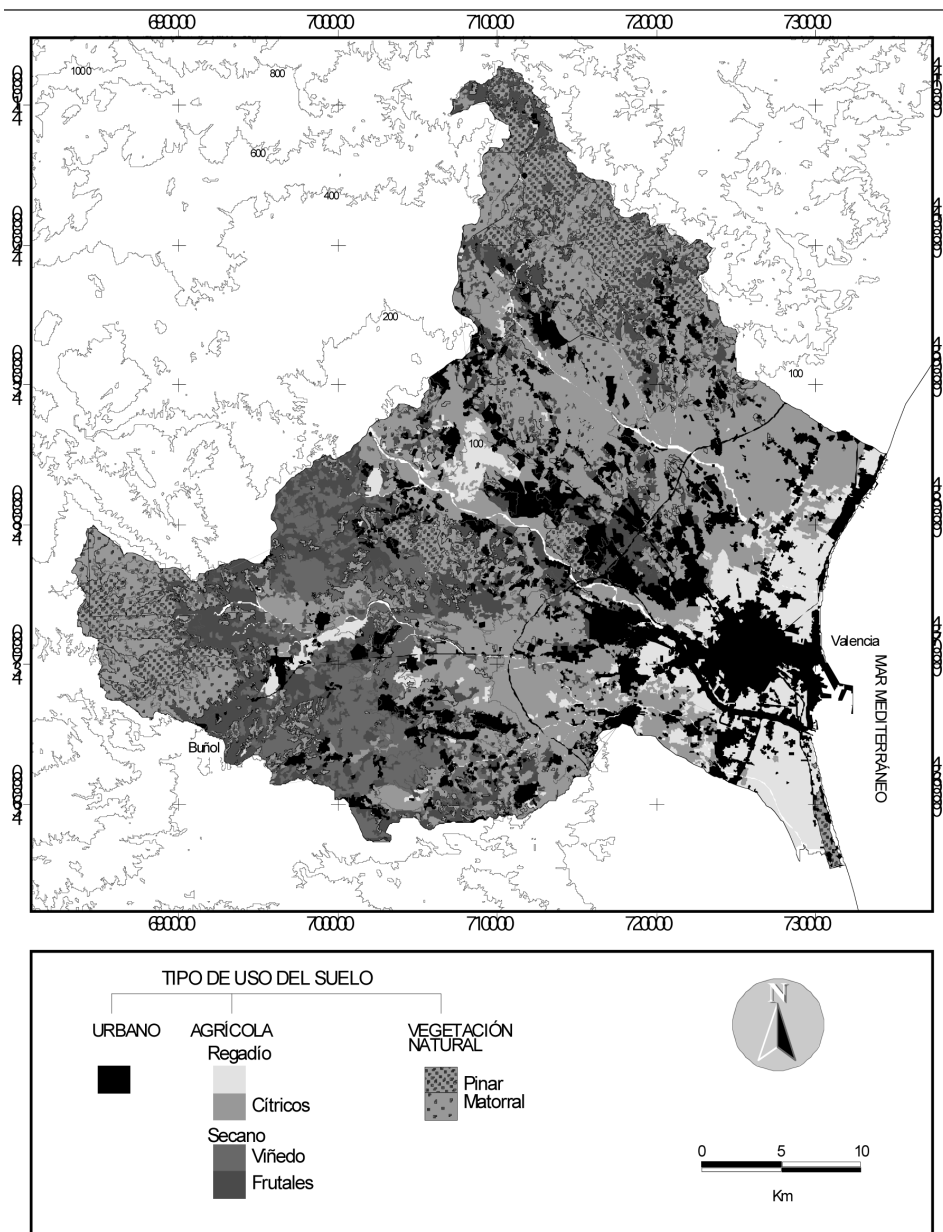 690000 700000 710000 720000 730000
1000
800
600
400
200
100
100
Valencia
MAR MEDITERRÁNEO
Buñol
690000 700000 710000 720000 730000
TIPO DE USO DEL SUELO
URBANO
AGRÍCOLA
Regadío
Cítricos
Secano
Viñedo
Frutales
VEGETACIÓN
NATURAL
Pinar
Matorral
N
0 5 10
Km